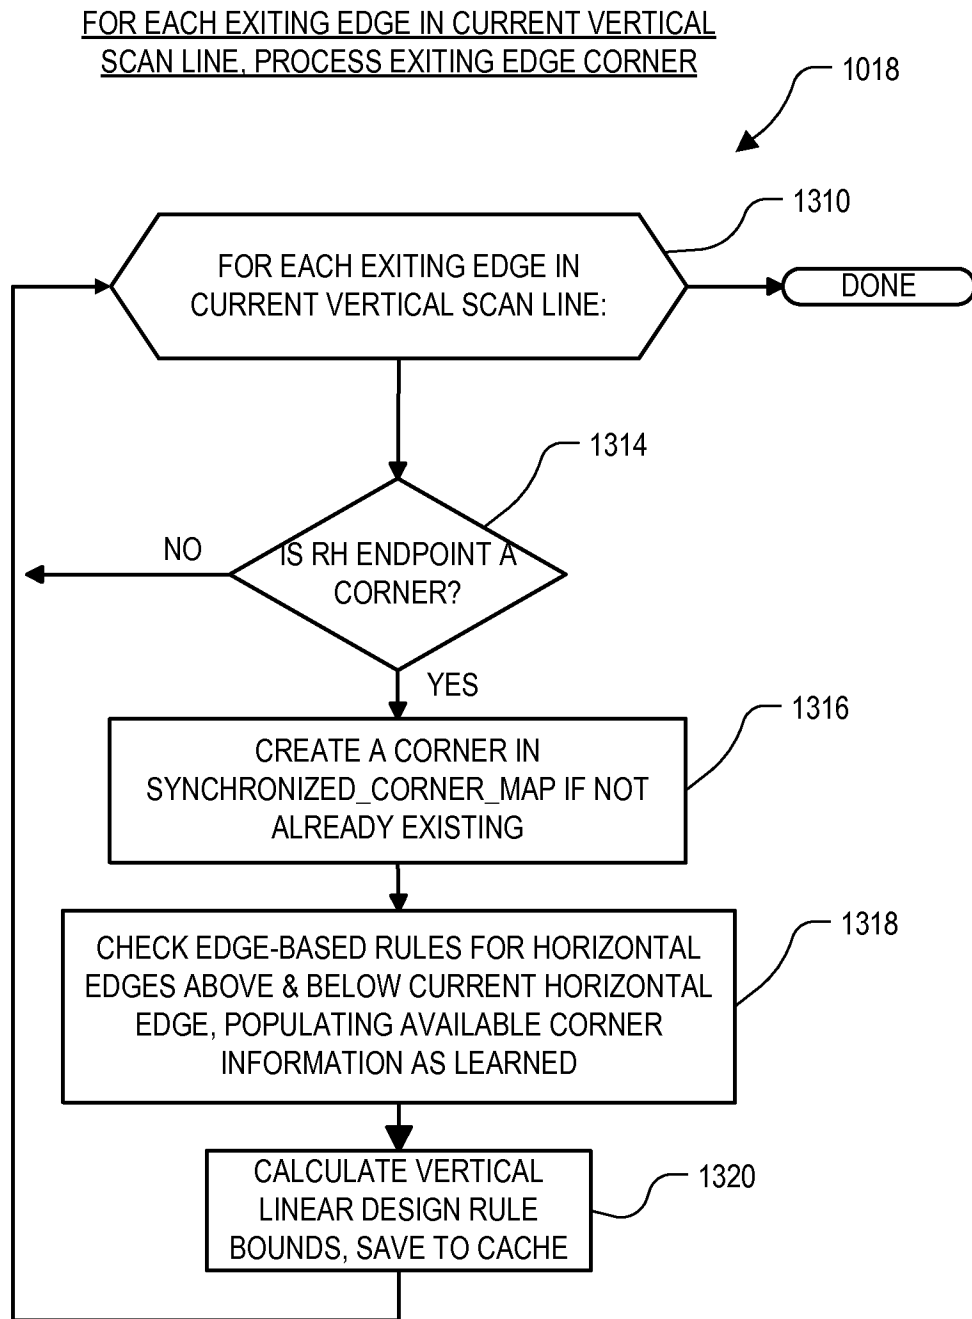 FOR EACH EXITING EDGE IN CURRENT VERTICAL
SCAN LINE, PROCESS EXITING EDGE CORNER
1018
1310
FOR EACH EXITING EDGE IN
CURRENT VERTICAL SCAN LINE:
DONE
1314
NO
IS RH ENDPOINT A
CORNER?
YES
1316
CREATE A CORNER IN
SYNCHRONIZED_CORNER_MAP IF NOT
ALREADY EXISTING
1318
CHECK EDGE-BASED RULES FOR HORIZONTAL
EDGES ABOVE & BELOW CURRENT HORIZONTAL
EDGE, POPULATING AVAILABLE CORNER
INFORMATION AS LEARNED
1320
CALCULATE VERTICAL
LINEAR DESIGN RULE
BOUNDS, SAVE TO CACHE